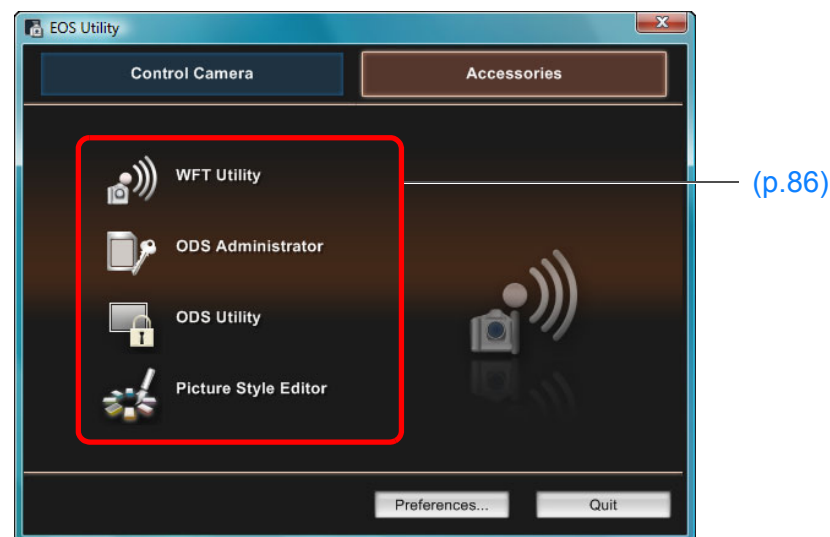 EOS Utility
Control Camera
Accessories
WFT Utility
(p.86)
ODS Administrator
ODS Utility
Picture Style Editor
Preferences...
Quit